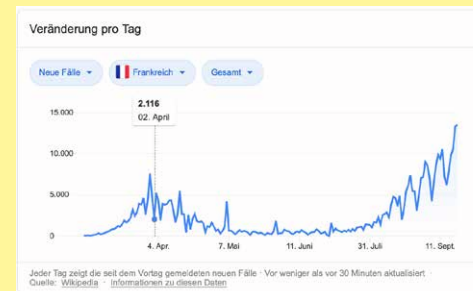 Veränderung pro Tag
Neue Fälle Frankreich Gesamt
2.116
02. April
15.000
10.000
5.000
0
4. Apr. 7. Mai 11. Juni 31. Juli 11. Sept.
Jeder Tag zeigt die seit dem Vortag gemeldeten neuen Fälle · Vor weniger als vor 30 Minuten aktualisiert
Quelle: Wikipedia · Informationen zu diesen Daten